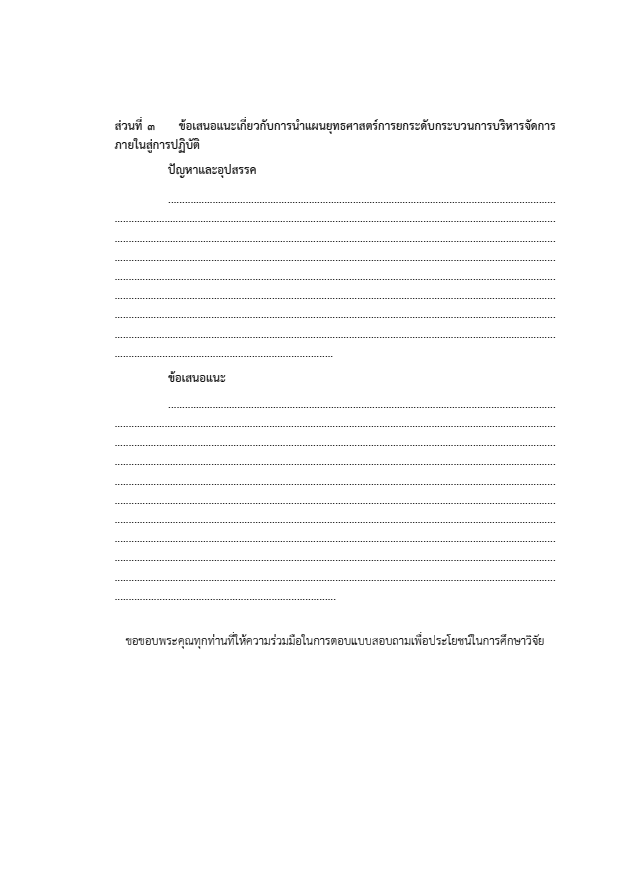 ส่วนที่ ๓ ข้อเสนอแนะเกี่ยวกับการนำแผนยุทธศาสตร์การยกระดับกระบวนการบริหารจัดการ
ภายในสู่การปฏิบัติ
ปัญหาและอุปสรรค
ข้อเสนอแนะ
ขอขอบพระคุณทุกท่านที่ให้ความร่วมมือในการตอบแบบสอบถามเพื่อประโยชน์ในการศึกษาวิจัย